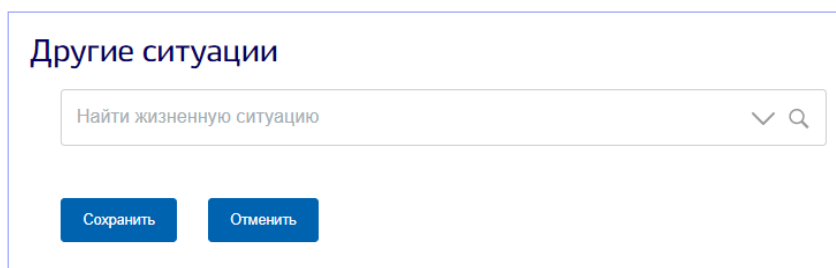 Другие ситуации
Найти жизненную ситуацию
Сохранить Отменить